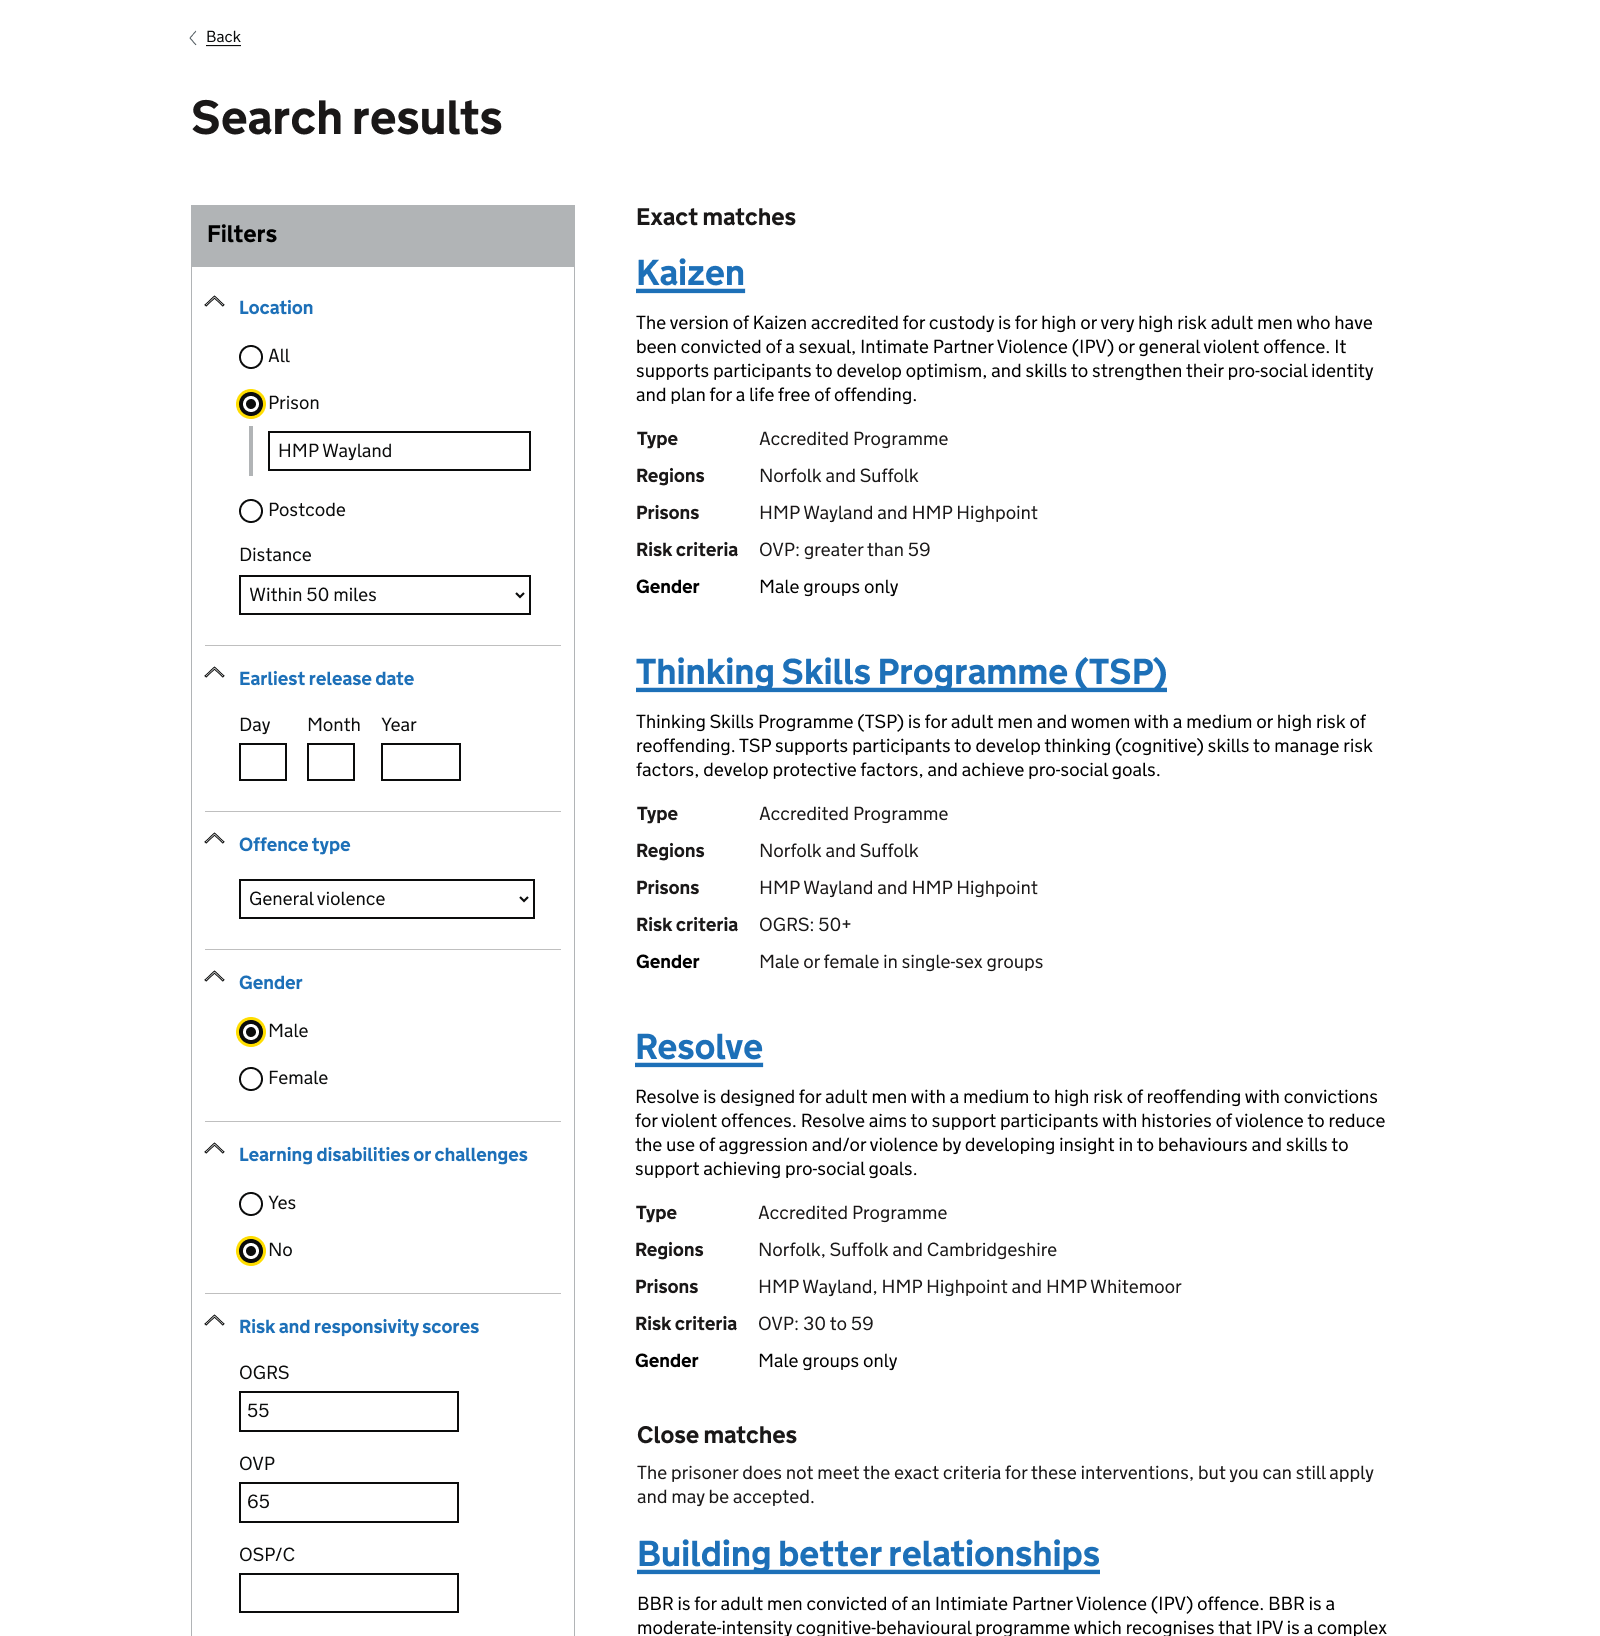 Back
Search results
Filters
Location
All
Prison
HMP Wayland
Postcode
Distance
Within 50 miles
Earliest release date
Day Month Year
Offence type
General violence
Gender
Male
Female
Learning disabilities or challenges
Yes
No
Risk and responsivity scores
OGRS
55
OVP
65
OSP/C
Exact matches
Kaizen
The version of Kaizen accredited for custody is for high or very high risk adult men who have
been convicted of a sexual, Intimate Partner Violence (IPV) or general violent offence. It
supports participants to develop optimism, and skills to strengthen their pro-social identity
and plan for a life free of offending.
Type Accredited Programme
Regions Norfolk and Suffolk
Prisons HMP Wayland and HMP Highpoint
Risk criteria OVP: greater than 59
Gender Male groups only
Thinking Skills Programme (TSP)
Thinking Skills Programme (TSP) is for adult men and women with a medium or high risk of
reoffending. TSP supports participants to develop thinking (cognitive) skills to manage risk
factors, develop protective factors, and achieve pro-social goals.
Type Accredited Programme
Regions Norfolk and Suffolk
Prisons HMP Wayland and HMP Highpoint
Risk criteria OGRS: 50+
Gender Male or female in single-sex groups
Resolve
Resolve is designed for adult men with a medium to high risk of reoffending with convictions
for violent offences. Resolve aims to support participants with histories of violence to reduce
the use of aggression and/or violence by developing insight in to behaviours and skills to
support achieving pro-social goals.
Type Accredited Programme
Regions Norfolk, Suffolk and Cambridgeshire
Prisons HMP Wayland, HMP Highpoint and HMP Whitemoor
Risk criteria OVP: 30 to 59
Gender Male groups only
Close matches
The prisoner does not meet the exact criteria for these interventions, but you can still apply
and may be accepted.
Building better relationships
BBR is for adult men convicted of an Intimiate Partner Violence (IPV) offence. BBR is a
moderate-intensity cognitive-behavioural programme which recognises that IPV is a complex